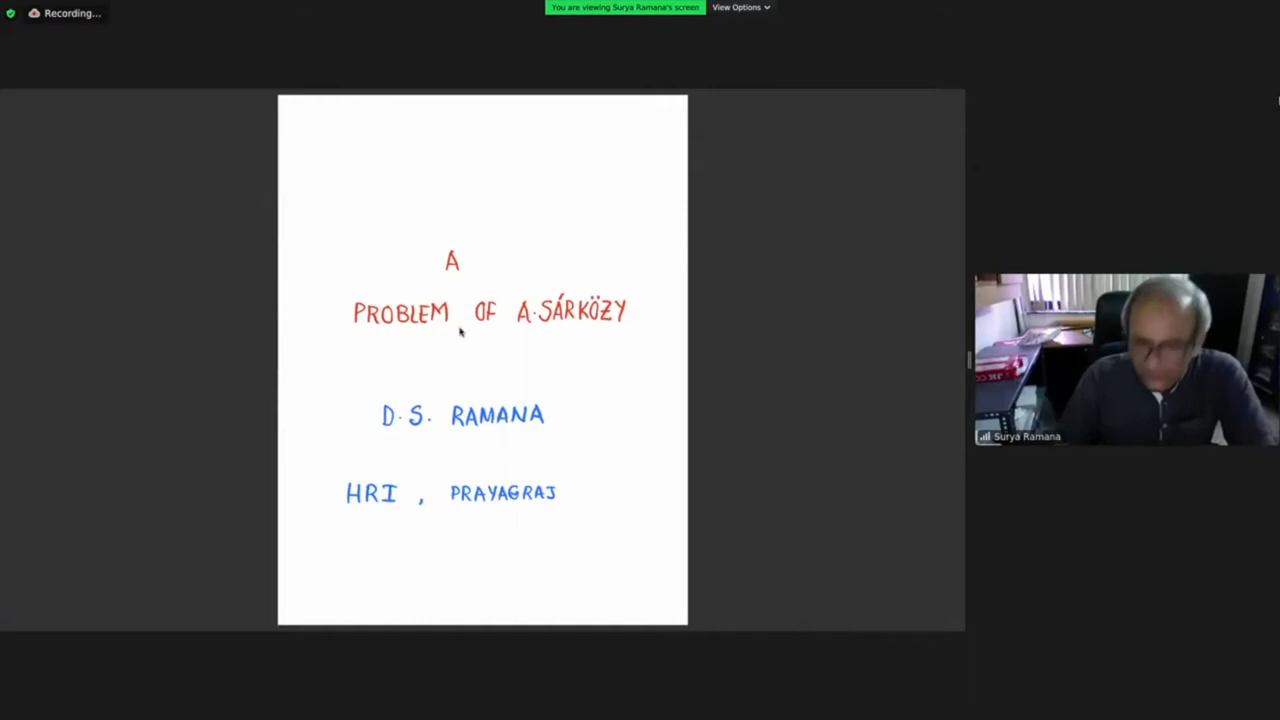 Recording...
You are viewing Surya Ramana's screen
View Options
A
PROBLEM OF A. SÁRKÖZY
D. S. RAMANA
HRI , PRAYAGRAJ
Surya Ramana